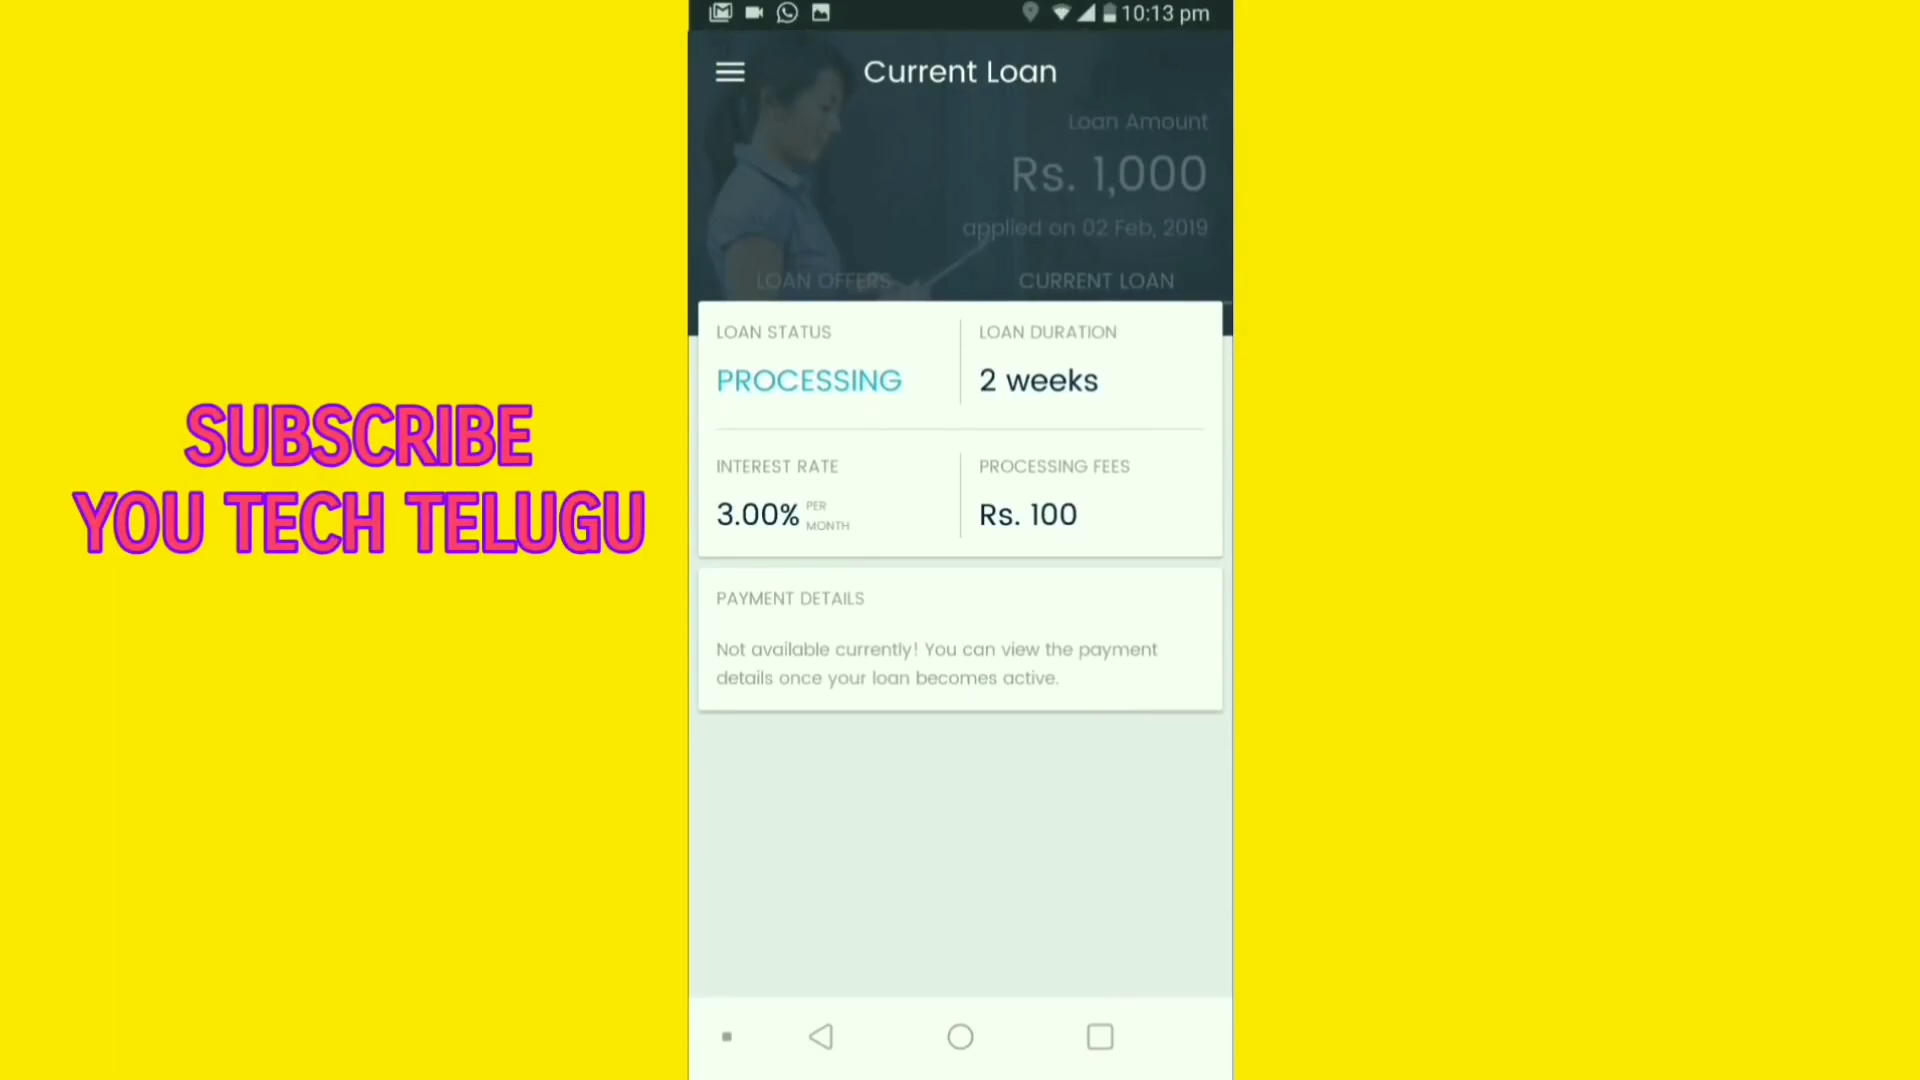 10:13 pm
Current Loan
Loan Amount
Rs. 1,000
applied on 02 Feb, 2019
LOAN OFFERS
CURRENT LOAN
LOAN STATUS
LOAN DURATION
PROCESSING
2 weeks
INTEREST RATE
PROCESSING FEES
3.00% PER MONTH
Rs. 100
PAYMENT DETAILS
Not available currently! You can view the payment
details once your loan becomes active.
SUBSCRIBE
YOU TECH TELUGU